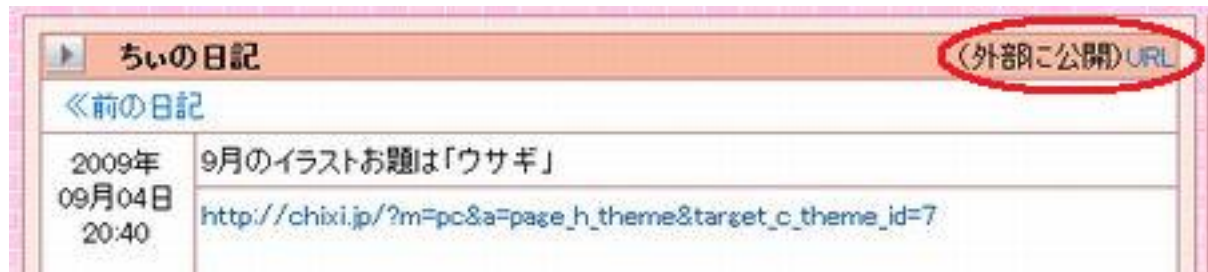 ちぃの日記
(外部に公開)URL
≪前の日記
2009年
09月04日
20:40
9月のイラストお題は「ウサギ」
http://chixi.jp/?m=pc&a=page_h_theme&target_c_theme_id=7